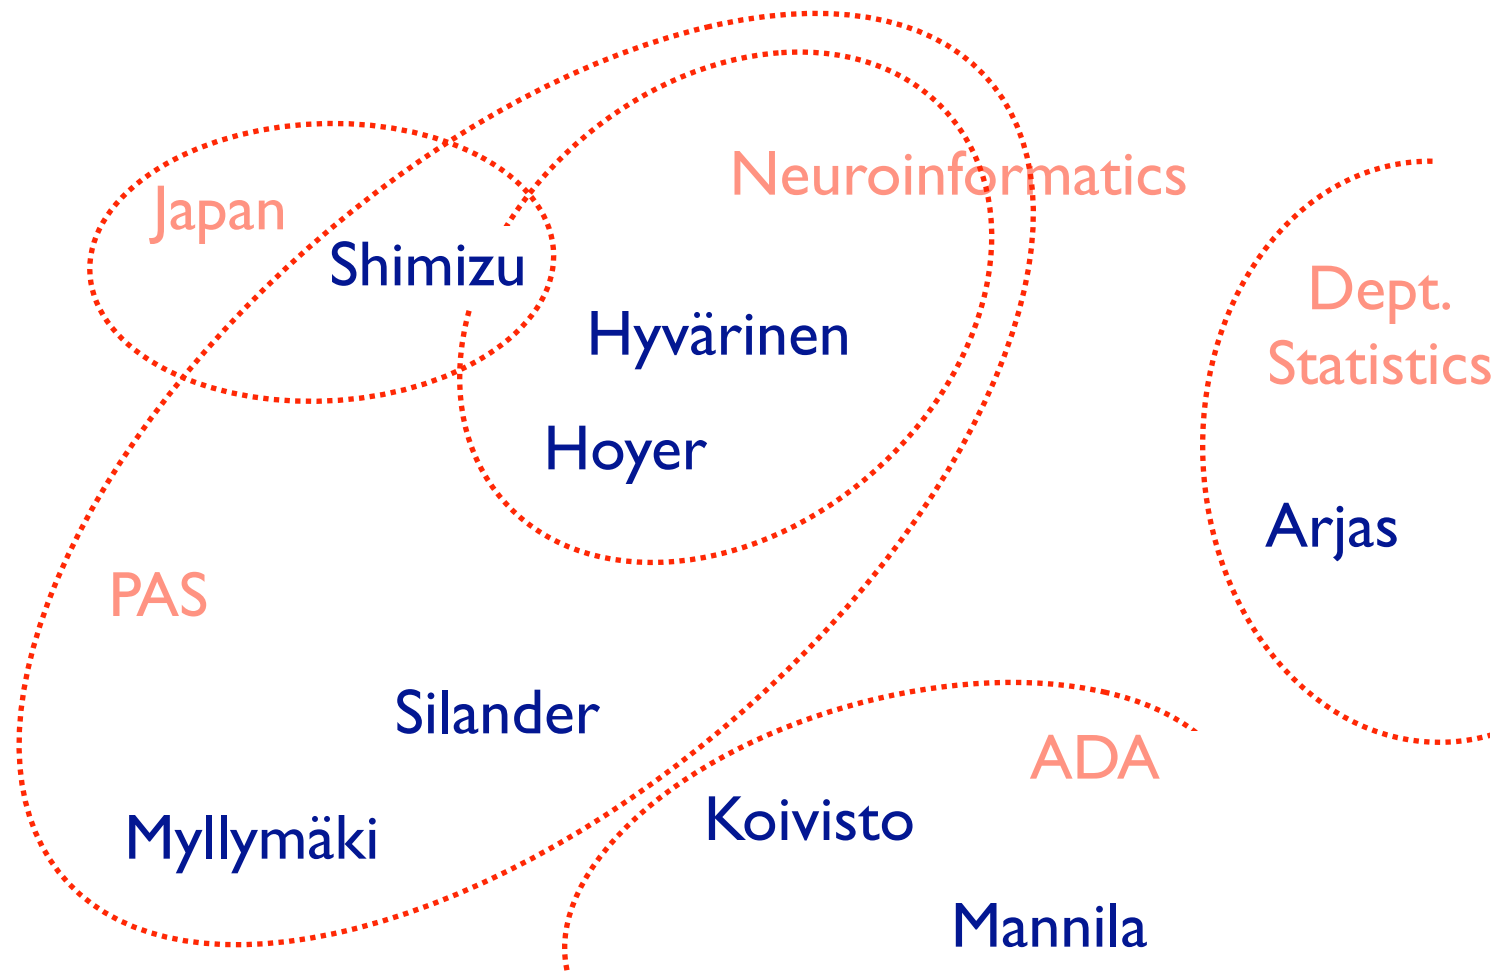 Neuroinformatics
Japan
Shimizu
Hyvärinen
Dept.
Statistics
Hoyer
Arjas
PAS
Silander
ADA
Koivisto
Myllymäki
Mannila